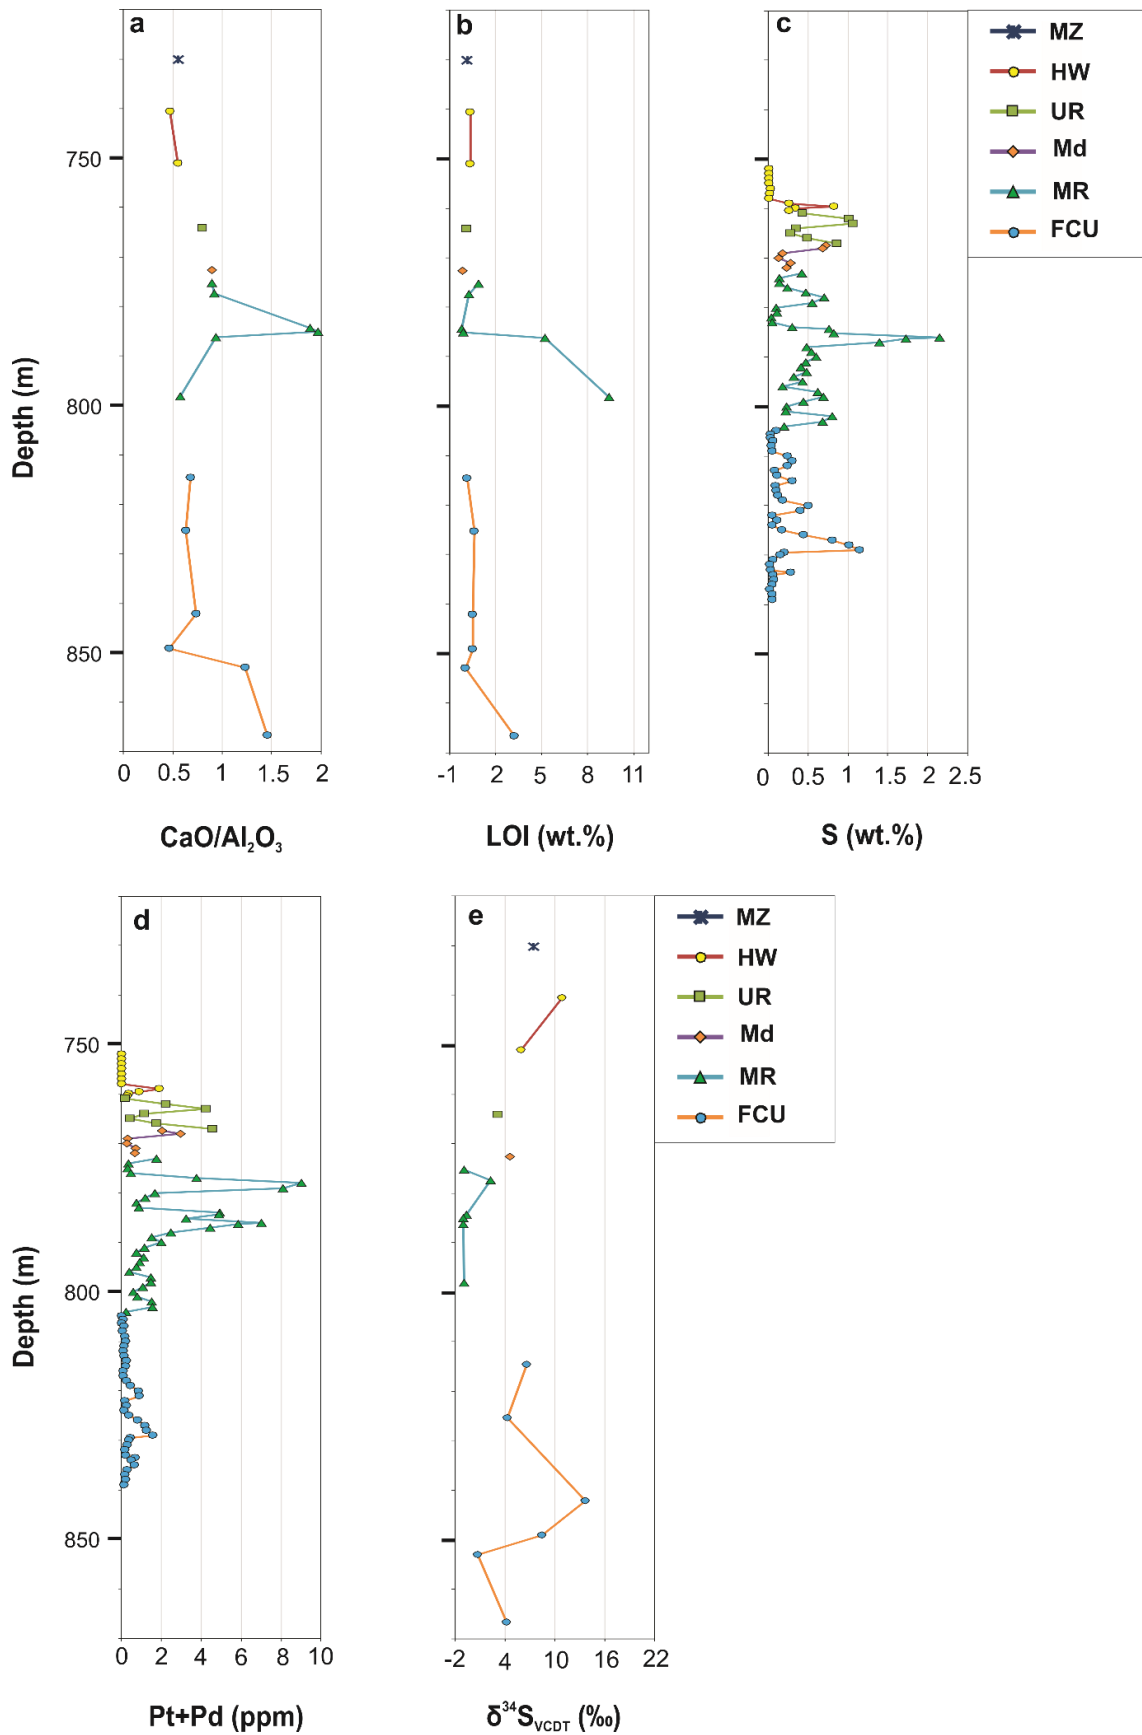 a
b
c
MZ
HW
UR
Md
MR
FCU
750
800
850
Depth (m)
0 0.5 1 1.5 2
-1 2 5 8 11
0 0.5 1 1.5 2 2.5
CaO/Al₂O₃
LOI (wt.%)
S (wt.%)
d
e
MZ
HW
UR
Md
MR
FCU
750
800
850
Depth (m)
0 2 4 6 8 10
-2 4 10 16 22
Pt+Pd (ppm)
δ³⁴S_VCDT (‰)